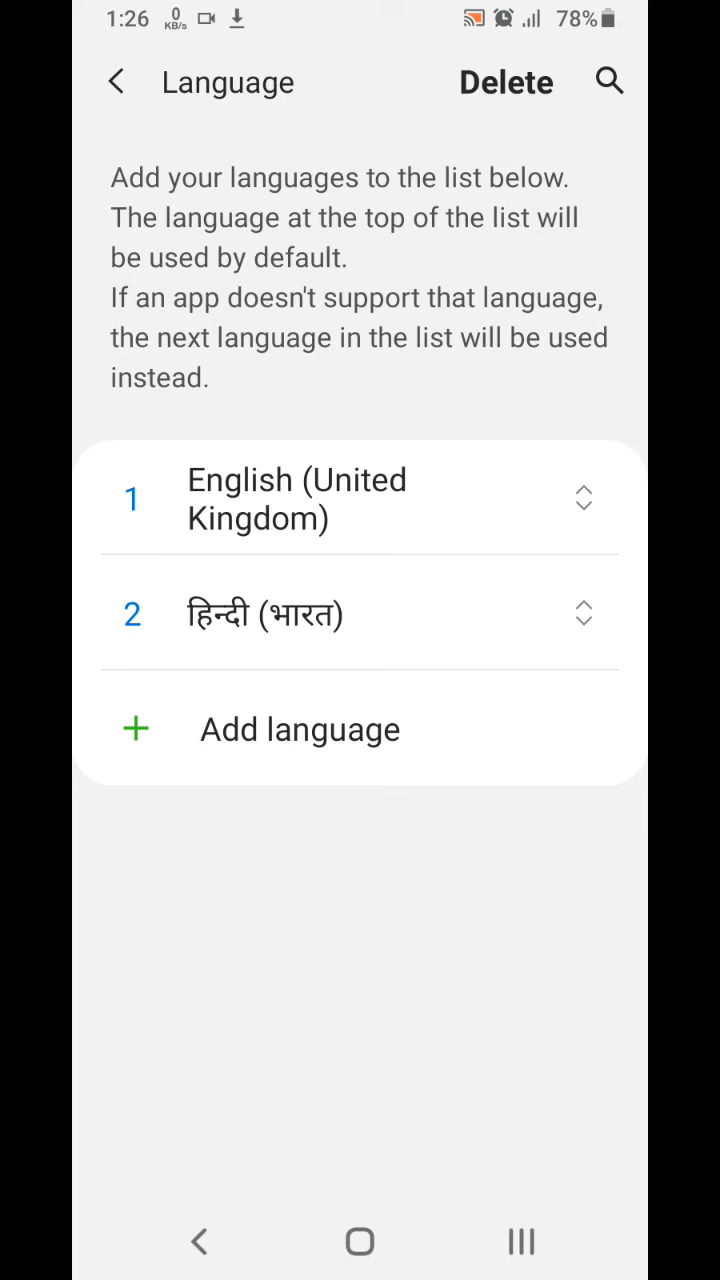 1:26 0 KB/s 78%
Language Delete
Add your languages to the list below.
The language at the top of the list will
be used by default.
If an app doesn't support that language,
the next language in the list will be used
instead.
1 English (United
Kingdom)
2 हिन्दी (भारत)
+ Add language